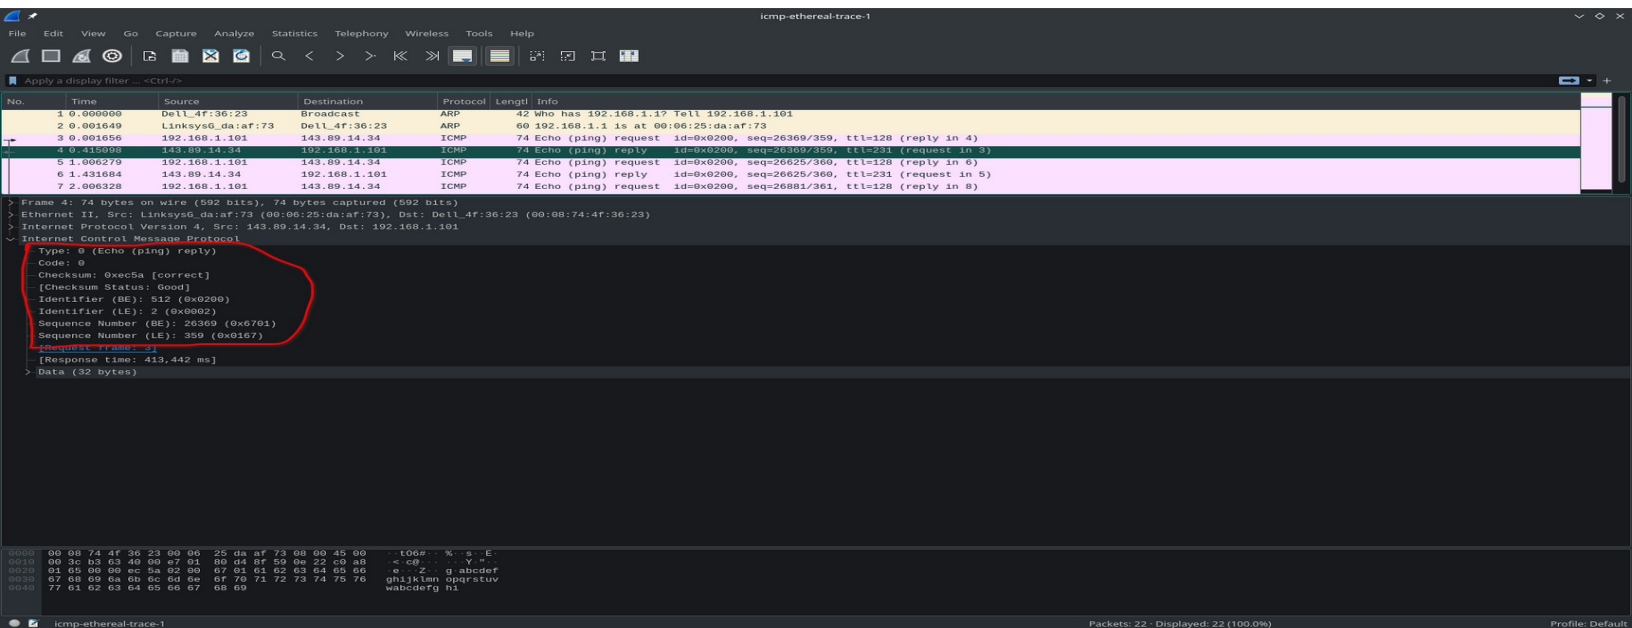 icmp-ethereal-trace-1
File Edit View Go Capture Analyze Statistics Telephony Wireless Tools Help
Apply a display filter ... <Ctrl-/>
No. Time Source Destination Protocol Lengtl Info
1 0.000000 Dell_4f:36:23 Broadcast ARP 42 Who has 192.168.1.1? Tell 192.168.1.101
2 0.001649 LinksysG_da:af:73 Dell_4f:36:23 ARP 60 192.168.1.1 is at 00:06:25:da:af:73
3 0.001656 192.168.1.101 143.89.14.34 ICMP 74 Echo (ping) request id=0x0200, seq=26369/359, ttl=128 (reply in 4)
4 0.415098 143.89.14.34 192.168.1.101 ICMP 74 Echo (ping) reply id=0x0200, seq=26369/359, ttl=231 (request in 3)
5 1.006279 192.168.1.101 143.89.14.34 ICMP 74 Echo (ping) request id=0x0200, seq=26625/360, ttl=128 (reply in 6)
6 1.431684 143.89.14.34 192.168.1.101 ICMP 74 Echo (ping) reply id=0x0200, seq=26625/360, ttl=231 (request in 5)
7 2.006328 192.168.1.101 143.89.14.34 ICMP 74 Echo (ping) request id=0x0200, seq=26881/361, ttl=128 (reply in 8)
Frame 4: 74 bytes on wire (592 bits), 74 bytes captured (592 bits)
Ethernet II, Src: LinksysG_da:af:73 (00:06:25:da:af:73), Dst: Dell_4f:36:23 (00:08:74:4f:36:23)
Internet Protocol Version 4, Src: 143.89.14.34, Dst: 192.168.1.101
Internet Control Message Protocol
Type: 0 (Echo (ping) reply)
Code: 0
Checksum: 0xec5a [correct]
[Checksum Status: Good]
Identifier (BE): 512 (0x0200)
Identifier (LE): 2 (0x0002)
Sequence Number (BE): 26369 (0x6701)
Sequence Number (LE): 359 (0x0167)
[Request frame: 3]
[Response time: 413,442 ms]
Data (32 bytes)
0000 00 08 74 4f 36 23 00 06 25 da af 73 08 00 45 00 ··tO6#·· %··s··E·
0010 00 3c b3 63 40 00 e7 01 80 d4 8f 59 0e 22 c0 a8 ·<·c@··· ···Y·"··
0020 01 65 00 00 ec 5a 02 00 67 01 61 62 63 64 65 66 ·e···Z·· g·abcdef
0030 67 68 69 6a 6b 6c 6d 6e 6f 70 71 72 73 74 75 76 ghijklmn opqrstuv
0040 77 61 62 63 64 65 66 67 68 69 wabcdefg hi
icmp-ethereal-trace-1 Packets: 22 · Displayed: 22 (100.0%) Profile: Default